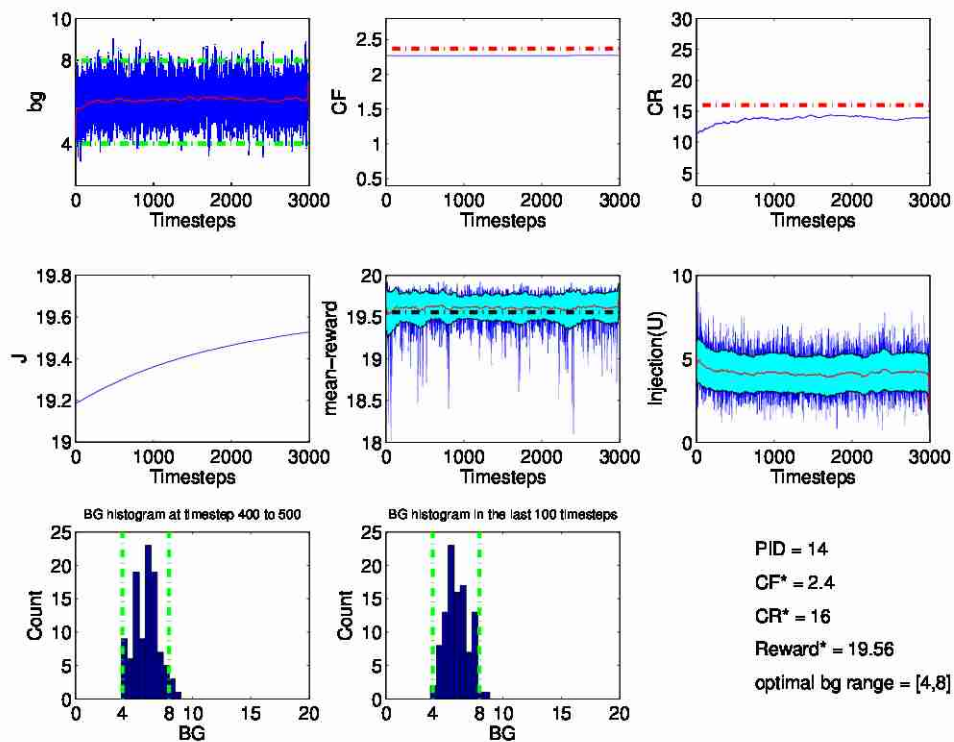 10
8
4
bg
0 1000 2000 3000
Timesteps
2.5
2
1.5
1
0.5
CF
0 1000 2000 3000
Timesteps
30
25
20
15
10
5
CR
0 1000 2000 3000
Timesteps
19.8
19.6
19.4
19.2
19
J
0 1000 2000 3000
Timesteps
20
19.5
19
18.5
18
mean-reward
0 1000 2000 3000
Timesteps
10
5
0
Injection(U)
0 1000 2000 3000
Timesteps
BG histogram at timestep 400 to 500
25
20
15
10
5
0
Count
0 4 8 10 20
BG
BG histogram in the last 100 timesteps
25
20
15
10
5
0
Count
0 4 8 10 20
BG
PID = 14
CF* = 2.4
CR* = 16
Reward* = 19.56
optimal bg range = [4,8]